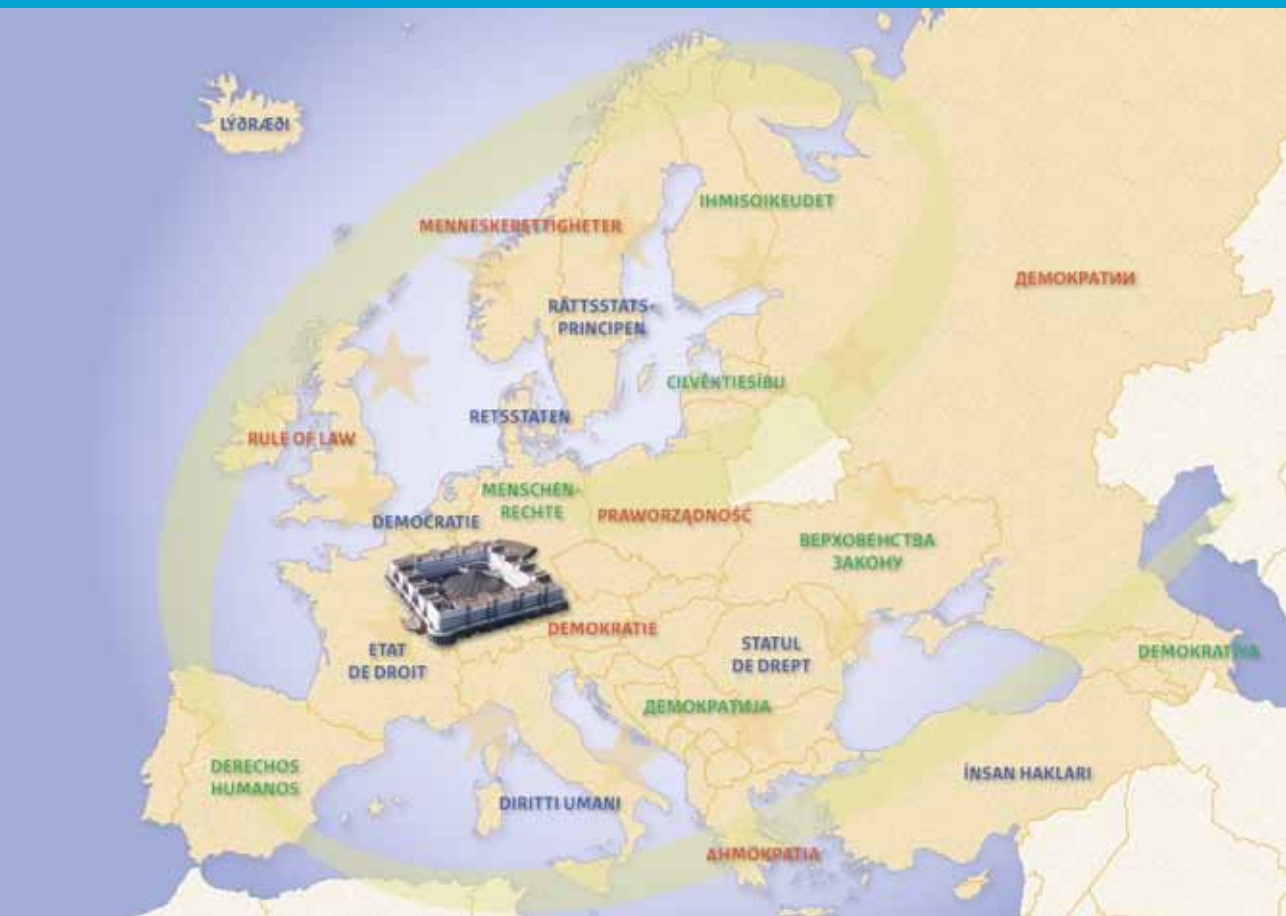 LÝÐRÆÐI
IHMISOIKEUDET
MENNESKERETTIGHETER
ДЕМОКРАТИИ
RÄTTSSTATS-
PRINCIPEN
CILVĒKTIESĪBU
RETSSTATEN
RULE OF LAW
MENSCHEN-
RECHTE
DEMOCRATIE
PRAWORZĄDNOŚĆ
ВЕРХОВЕНСТВА
ЗАКОНУ
DEMOKRATIE
ETAT
DE DROIT
STATUL
DE DREPT
DEMOKRATIYA
ДЕМОКРАТИЈА
DERECHOS
HUMANOS
İNSAN HAKLARI
DIRITTI UMANI
ΔΗΜΟΚΡΑΤΙΑ